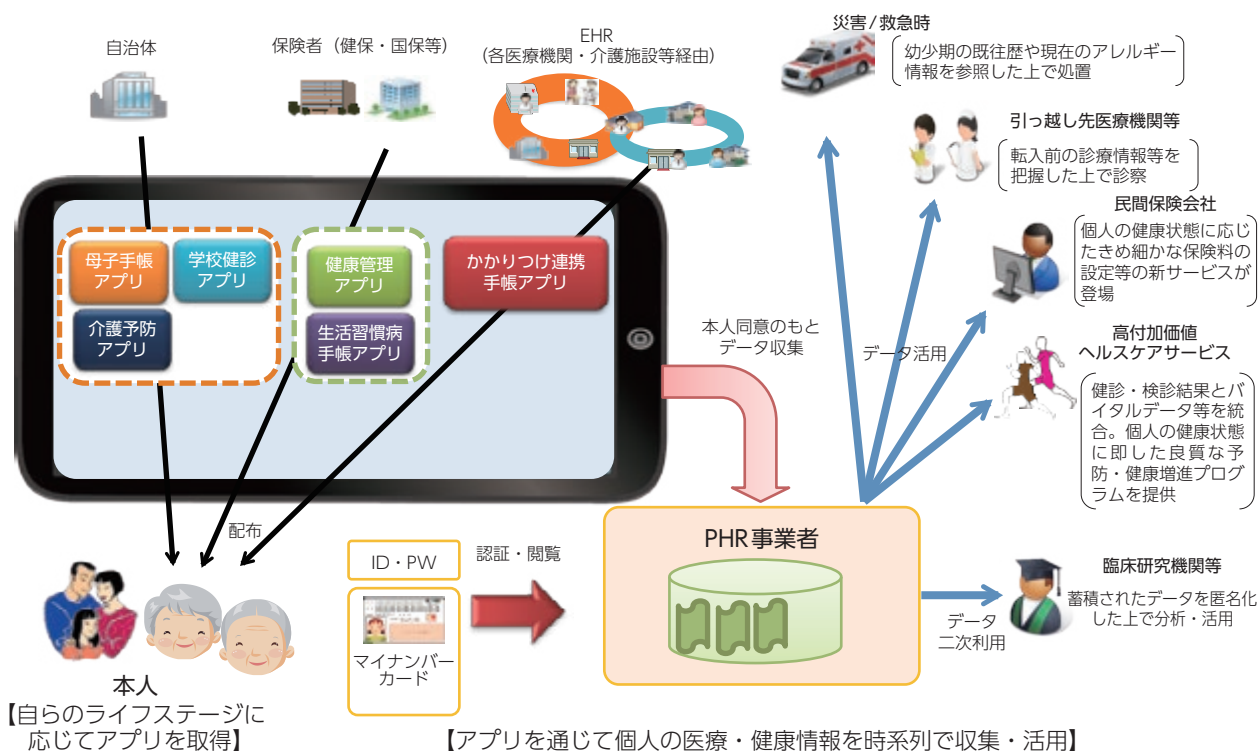 自治体
保険者（健保・国保等）
EHR
（各医療機関・介護施設等経由）
災害/救急時
幼少期の既往歴や現在のアレルギー
情報を参照した上で処置
引っ越し先医療機関等
転入前の診療情報等を
把握した上で診察
民間保険会社
個人の健康状態に応じ
たきめ細かな保険料の
設定等の新サービスが
登場
高付加価値
ヘルスケアサービス
健診・検診結果とバ
イタルデータ等を統
合。個人の健康状態
に即した良質な予
防・健康増進プログ
ラムを提供
母子手帳
アプリ
学校健診
アプリ
介護予防
アプリ
健康管理
アプリ
生活習慣病
手帳アプリ
かかりつけ連携
手帳アプリ
本人同意のもと
データ収集
データ活用
配布
ID・PW
マイナンバー
カード
認証・閲覧
PHR事業者
データ
二次利用
臨床研究機関等
蓄積されたデータを匿名化
した上で分析・活用
本人
【自らのライフステージに
応じてアプリを取得】
【アプリを通じて個人の医療・健康情報を時系列で収集・活用】